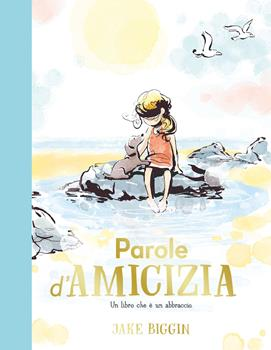 Parole
d'AMICIZIA
Un libro che è un abbraccio
JAKE BIGGIN